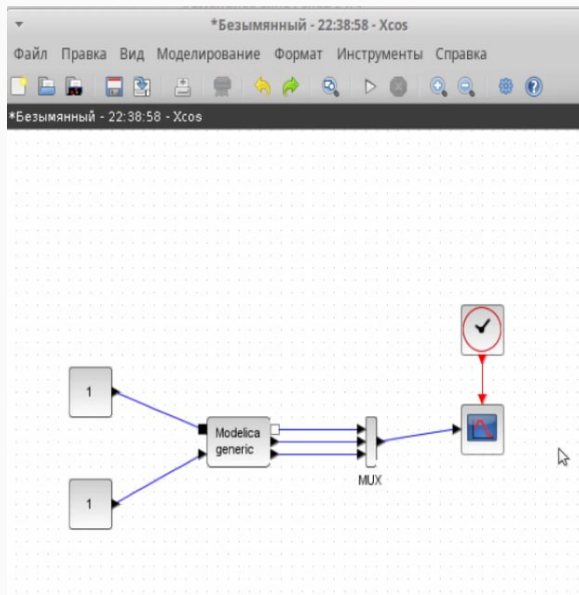 *Безымянный - 22:38:58 - Xcos
Файл Правка Вид Моделирование Формат Инструменты Справка
*Безымянный - 22:38:58 - Xcos
1
Modelica
generic
MUX
1